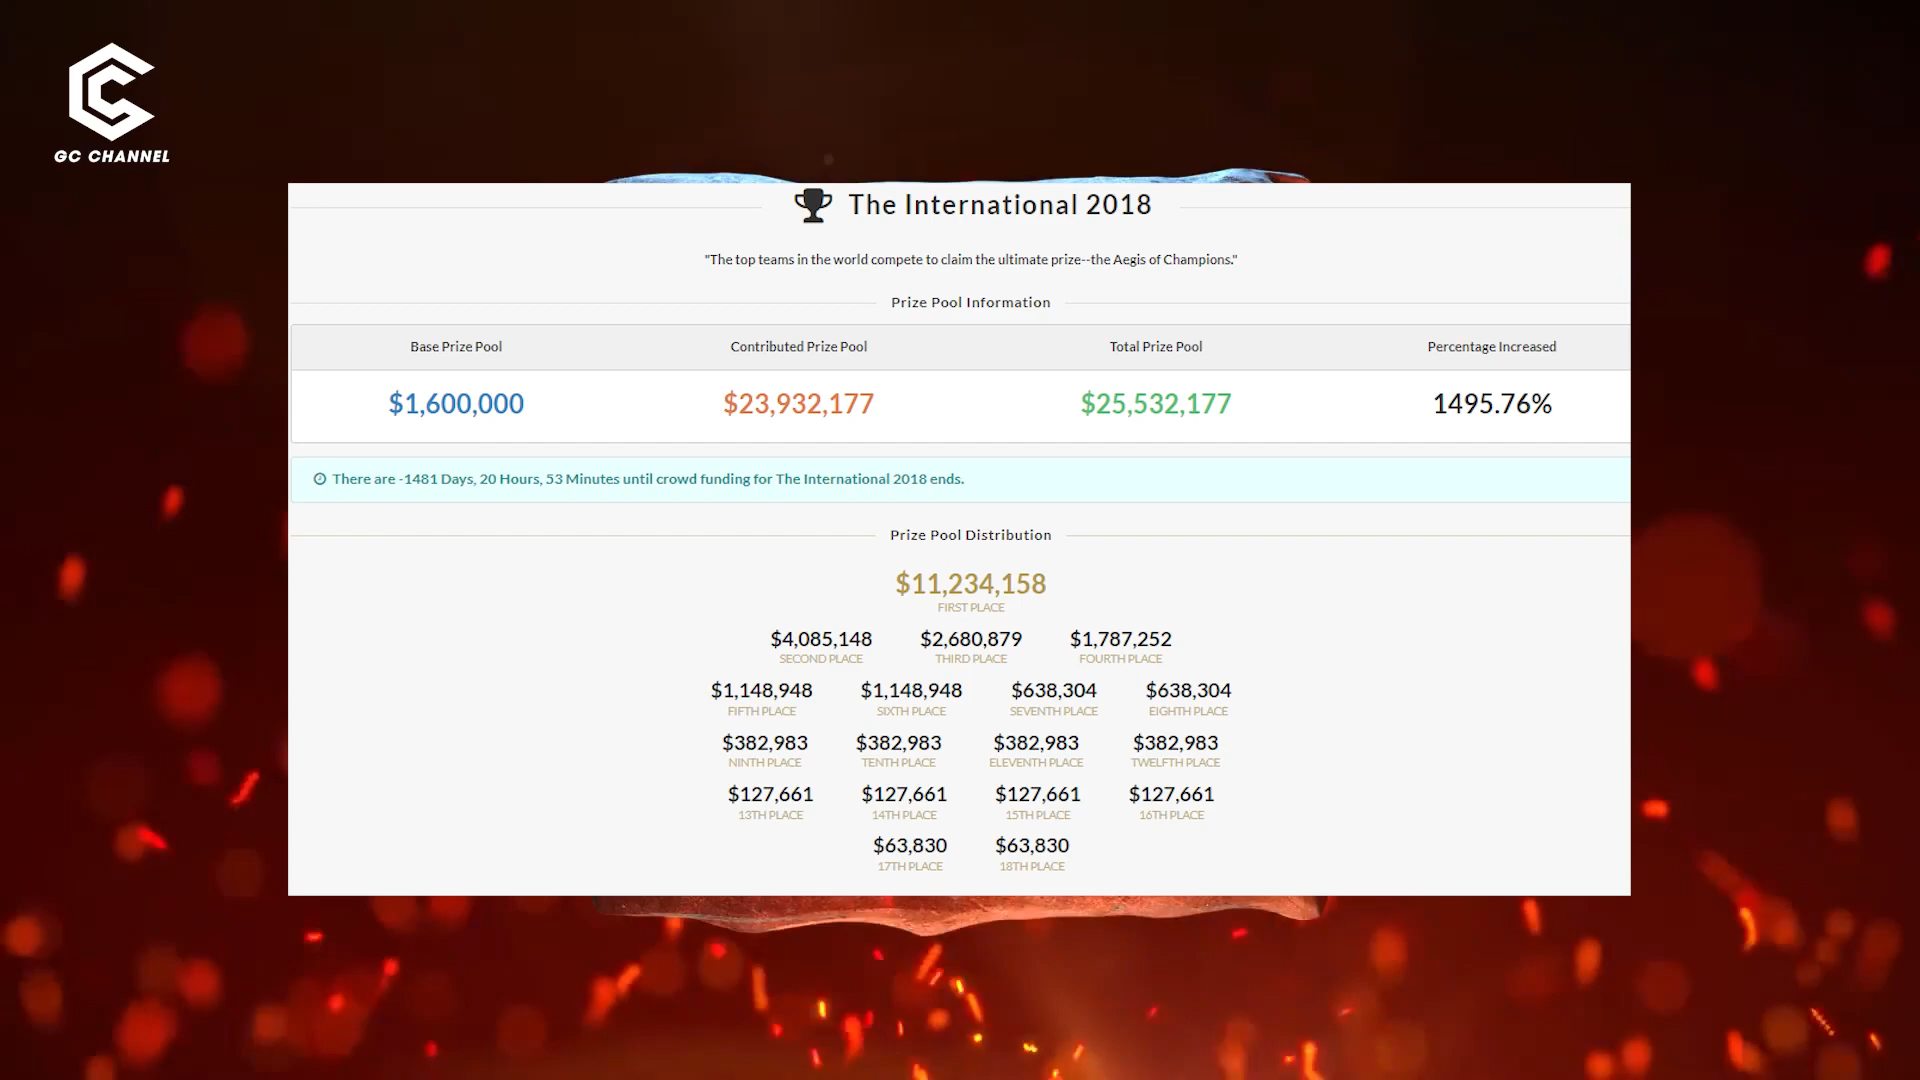 GC CHANNEL
The International 2018
"The top teams in the world compete to claim the ultimate prize--the Aegis of Champions."
Prize Pool Information
Base Prize Pool Contributed Prize Pool Total Prize Pool Percentage Increased
$1,600,000 $23,932,177 $25,532,177 1495.76%
There are -1481 Days, 20 Hours, 53 Minutes until crowd funding for The International 2018 ends.
Prize Pool Distribution
$11,234,158
FIRST PLACE
$4,085,148 $2,680,879 $1,787,252
SECOND PLACE THIRD PLACE FOURTH PLACE
$1,148,948 $1,148,948 $638,304 $638,304
FIFTH PLACE SIXTH PLACE SEVENTH PLACE EIGHTH PLACE
$382,983 $382,983 $382,983 $382,983
NINTH PLACE TENTH PLACE ELEVENTH PLACE TWELFTH PLACE
$127,661 $127,661 $127,661 $127,661
13TH PLACE 14TH PLACE 15TH PLACE 16TH PLACE
$63,830 $63,830
17TH PLACE 18TH PLACE